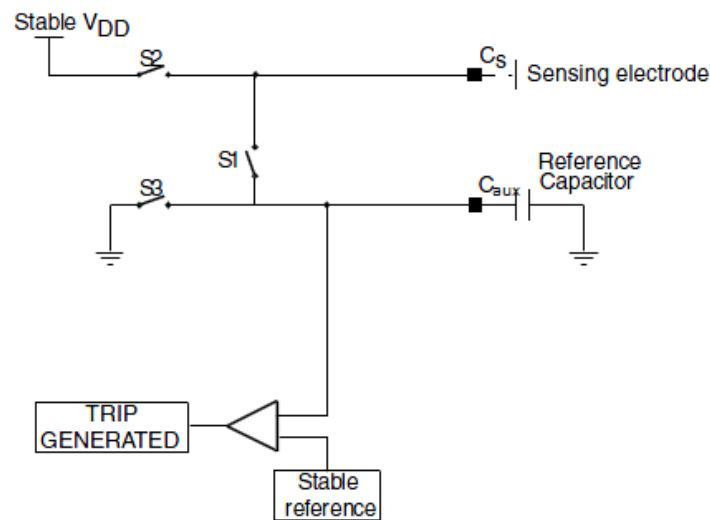 Stable VDD
S2
CS
Sensing electrode
S1
Reference
Capacitor
S3
Caux
TRIP
GENERATED
Stable
reference